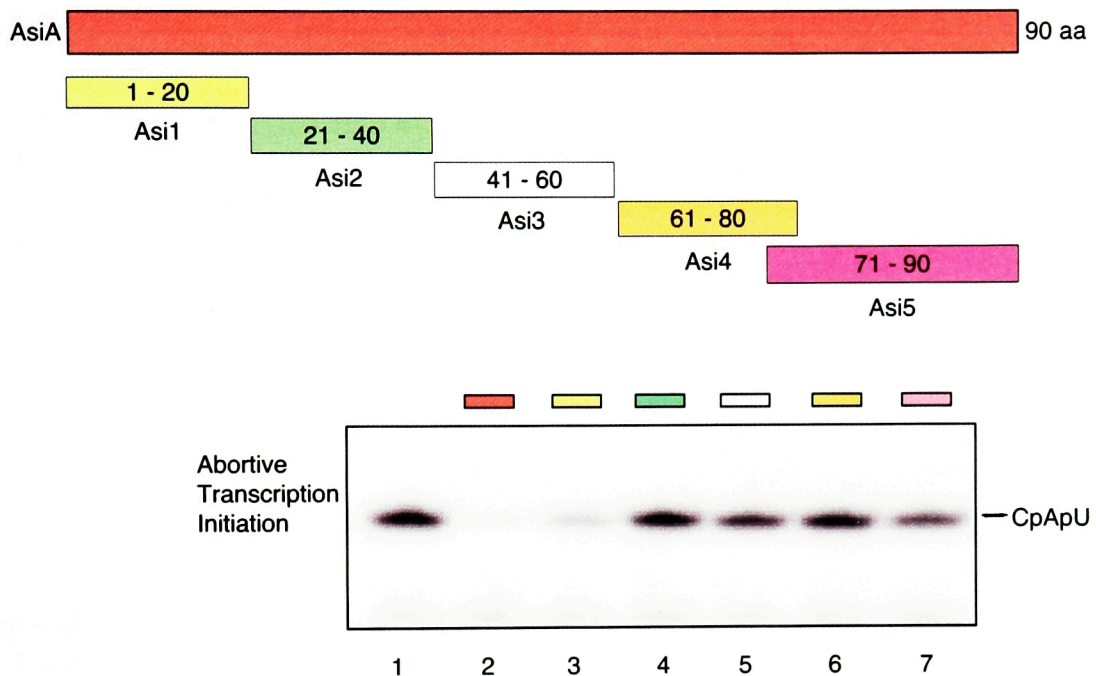 AsiA
90 aa
1 - 20
Asi1
21 - 40
Asi2
41 - 60
Asi3
61 - 80
Asi4
71 - 90
Asi5
Abortive
Transcription
Initiation
CpApU
1 2 3 4 5 6 7